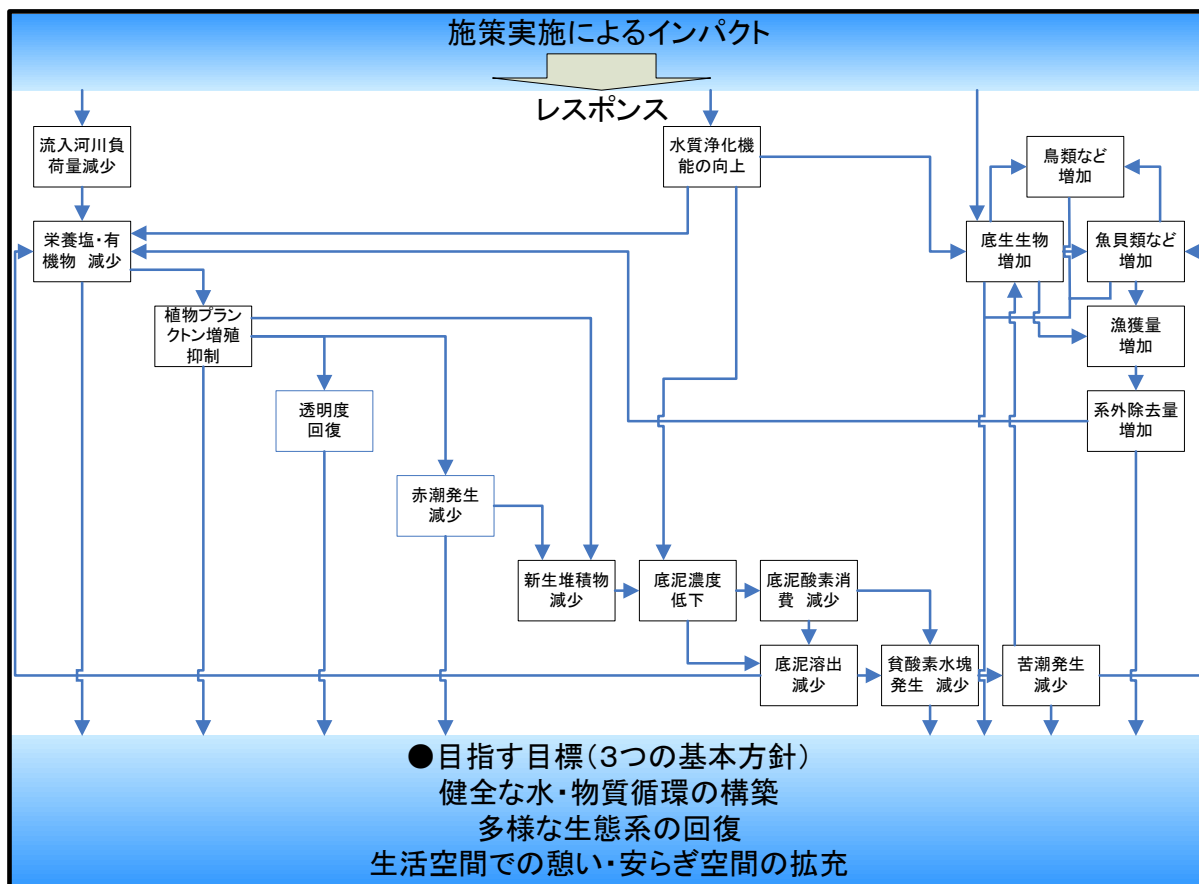 施策実施によるインパクト
レスポンス
流入河川負
荷量減少
水質浄化機
能の向上
鳥類など
増加
栄養塩・有
機物 減少
底生生物
増加
魚貝類など
増加
植物プラン
クトン増殖
抑制
漁獲量
増加
透明度
回復
系外除去量
増加
赤潮発生
減少
新生堆積物
減少
底泥濃度
低下
底泥酸素消
費 減少
底泥溶出
減少
貧酸素水塊
発生 減少
苦潮発生
減少
●目指す目標(3つの基本方針)
健全な水・物質循環の構築
多様な生態系の回復
生活空間での憩い・安らぎ空間の拡充